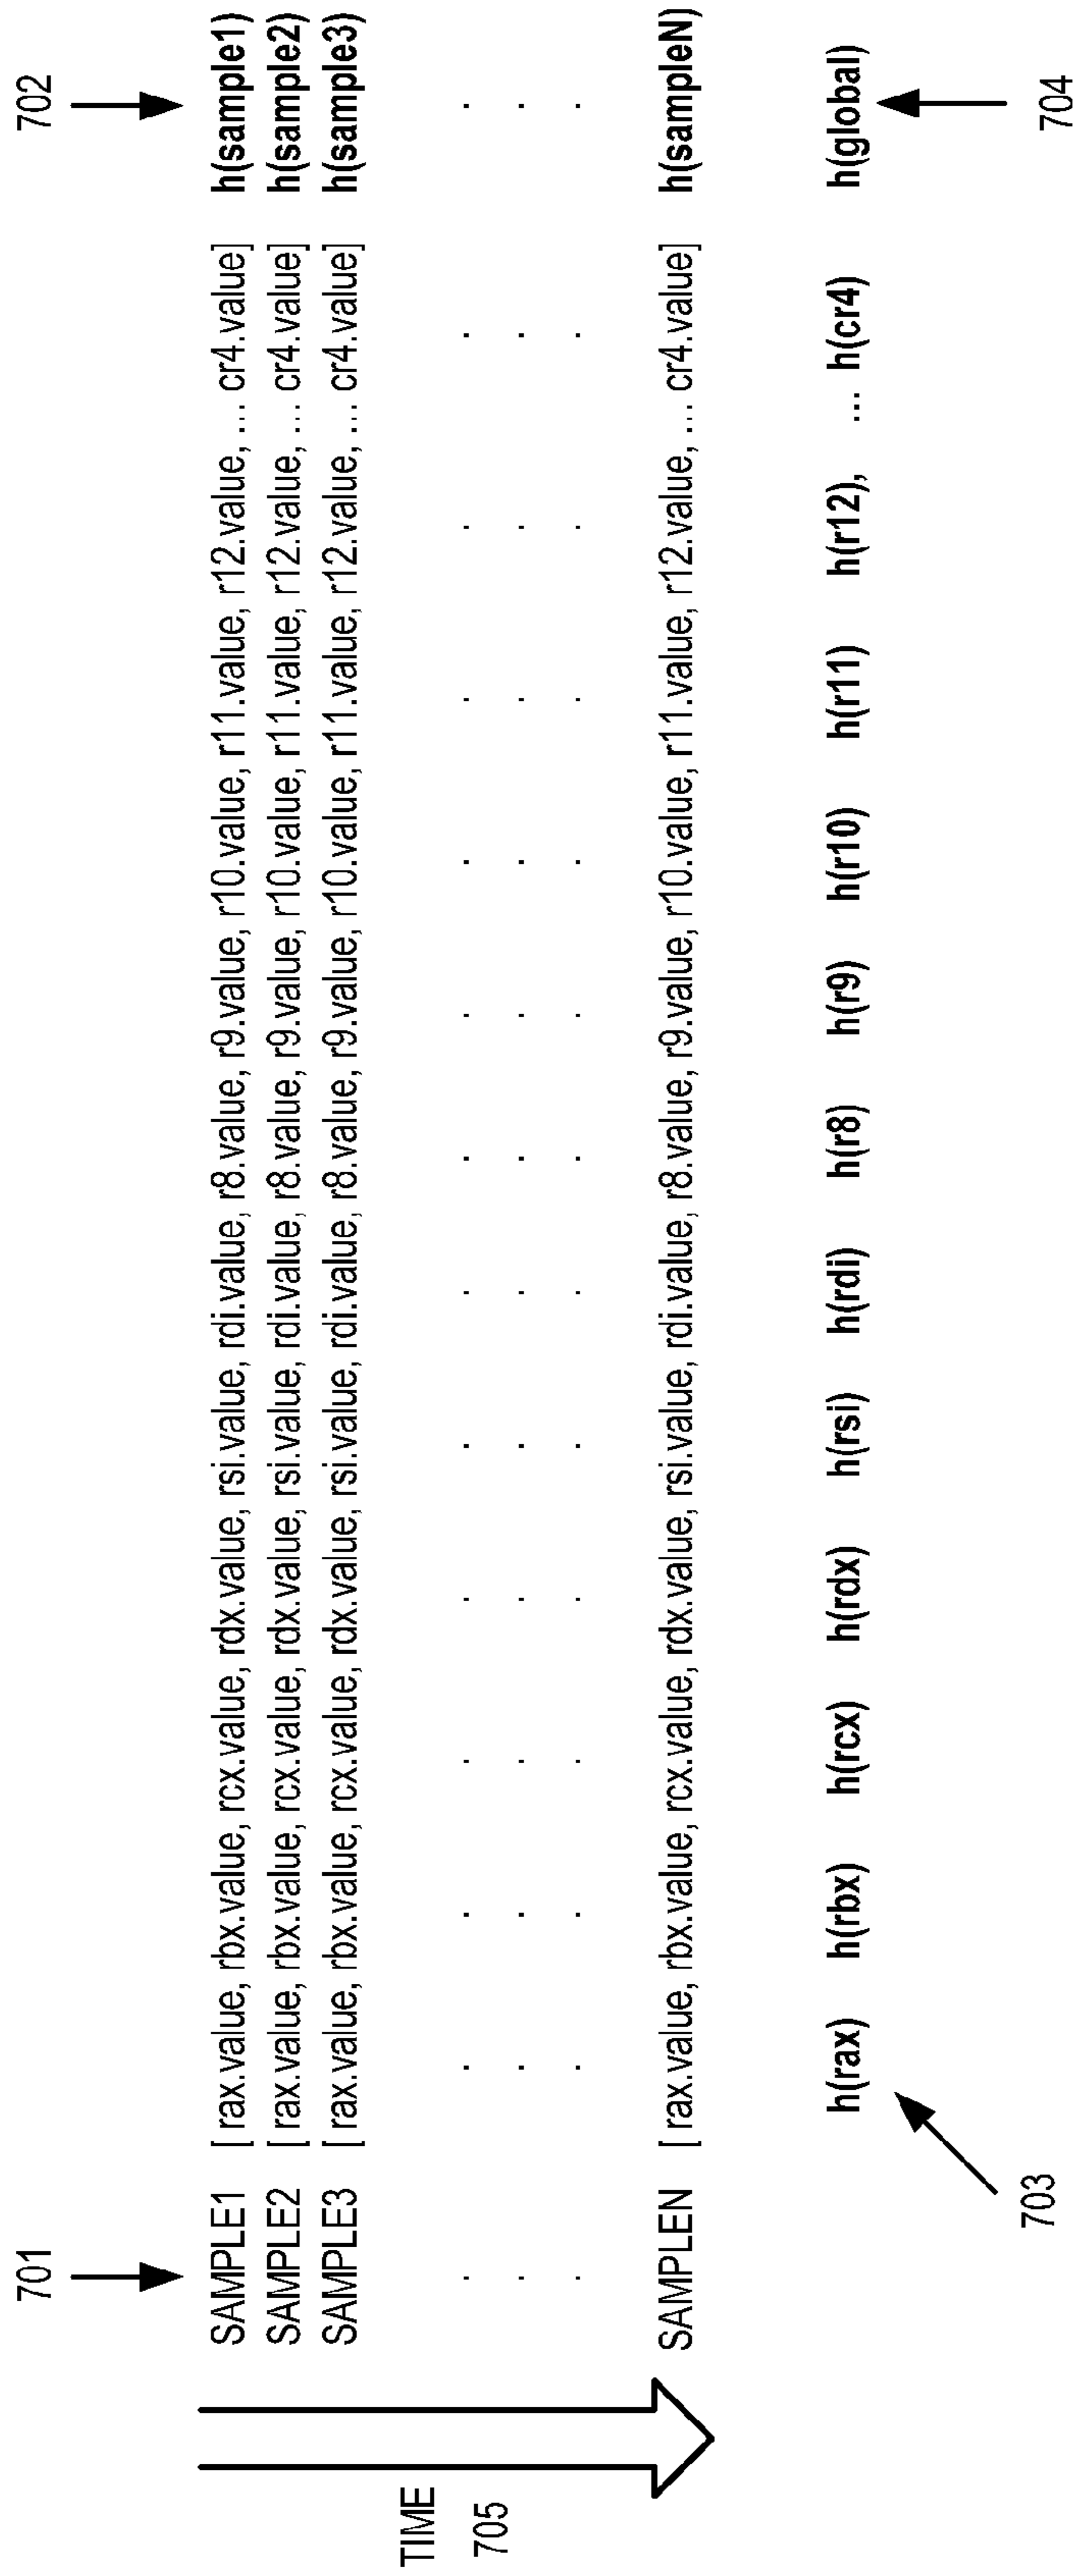 701
702
SAMPLE1 [ rax.value, rbx.value, rcx.value, rdx.value, rsi.value, rdi.value, r8.value, r9.value, r10.value, r11.value, r12.value, ... cr4.value] h(sample1)
SAMPLE2 [ rax.value, rbx.value, rcx.value, rdx.value, rsi.value, rdi.value, r8.value, r9.value, r10.value, r11.value, r12.value, ... cr4.value] h(sample2)
SAMPLE3 [ rax.value, rbx.value, rcx.value, rdx.value, rsi.value, rdi.value, r8.value, r9.value, r10.value, r11.value, r12.value, ... cr4.value] h(sample3)
. . . . . . . . . . . . . .
. . . . . . . . . . . . . .
. . . . . . . . . . . . . .
TIME
705
SAMPLEN [ rax.value, rbx.value, rcx.value, rdx.value, rsi.value, rdi.value, r8.value, r9.value, r10.value, r11.value, r12.value, ... cr4.value] h(sampleN)
h(rax) h(rbx) h(rcx) h(rdx) h(rsi) h(rdi) h(r8) h(r9) h(r10) h(r11) h(r12), ... h(cr4) h(global)
703
704